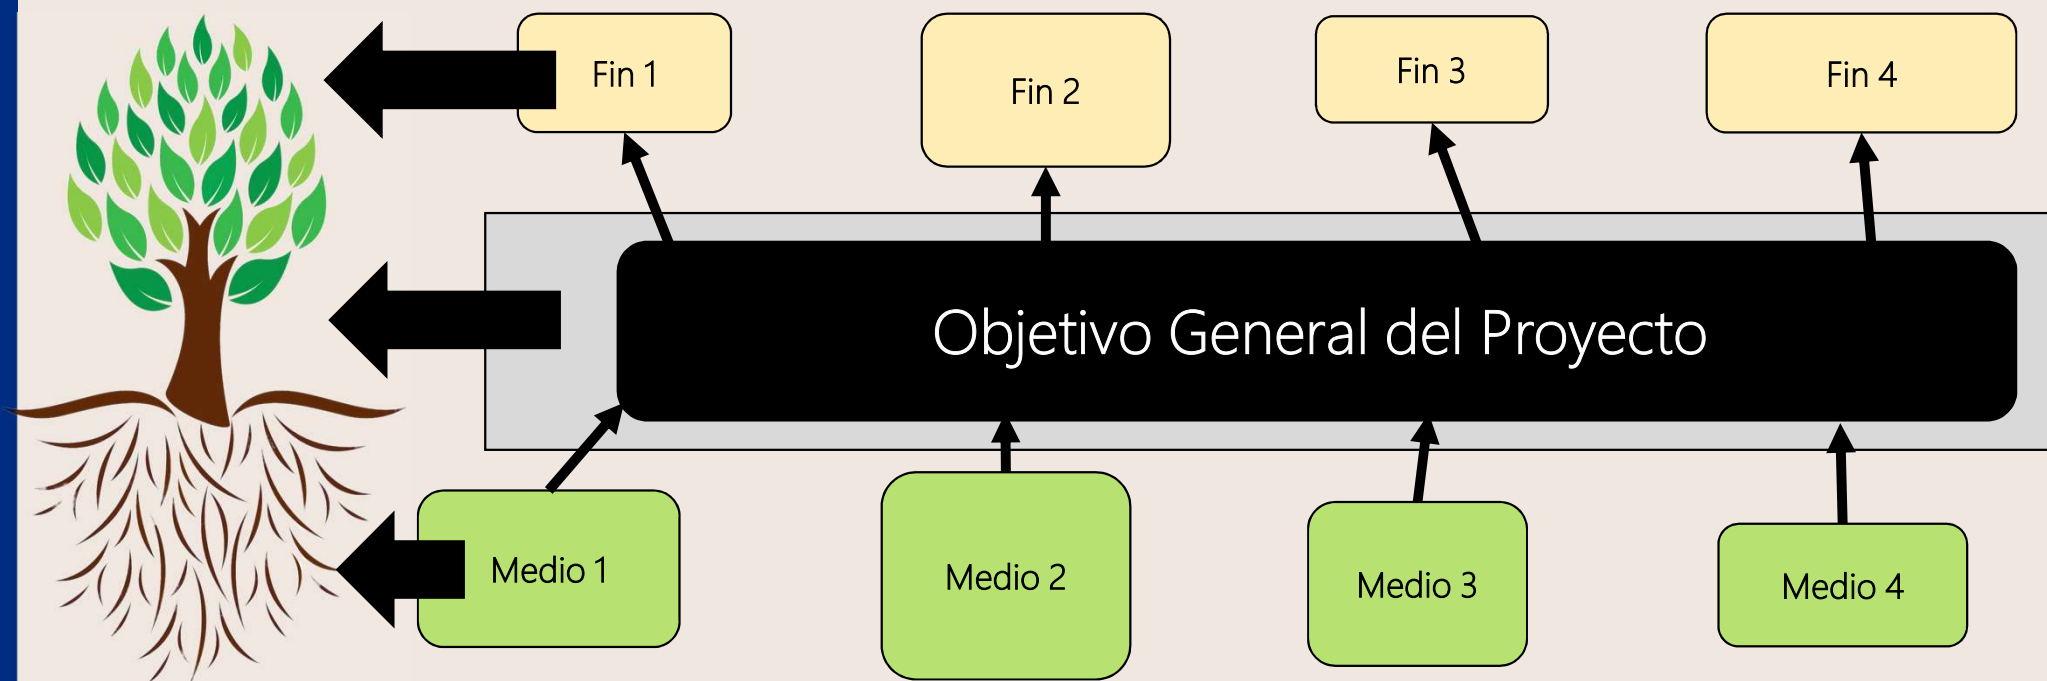 Fin 1
Fin 2
Fin 3
Fin 4
Objetivo General del Proyecto
Medio 1
Medio 2
Medio 3
Medio 4